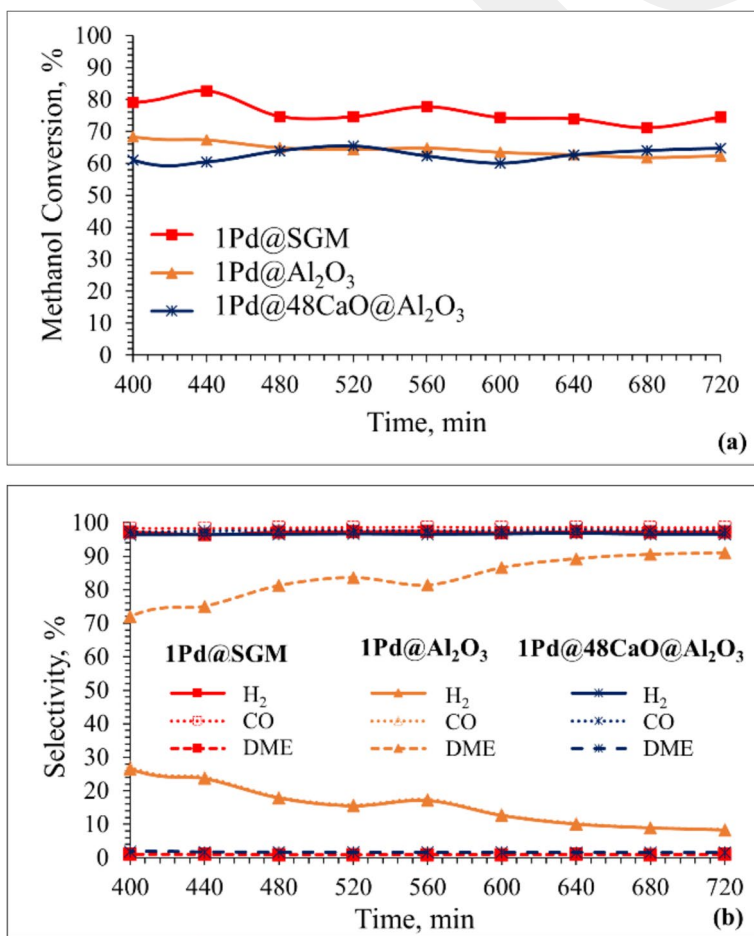 Methanol Conversion, %
100
90
80
70
60
50
40
30
20
10
0
1Pd@SGM
1Pd@Al₂O₃
1Pd@48CaO@Al₂O₃
400 440 480 520 560 600 640 680 720
Time, min
(a)
Selectivity, %
100
90
80
70
60
50
40
30
20
10
0
1Pd@SGM 1Pd@Al₂O₃ 1Pd@48CaO@Al₂O₃
H₂ H₂ H₂
CO CO CO
DME DME DME
400 440 480 520 560 600 640 680 720
Time, min
(b)